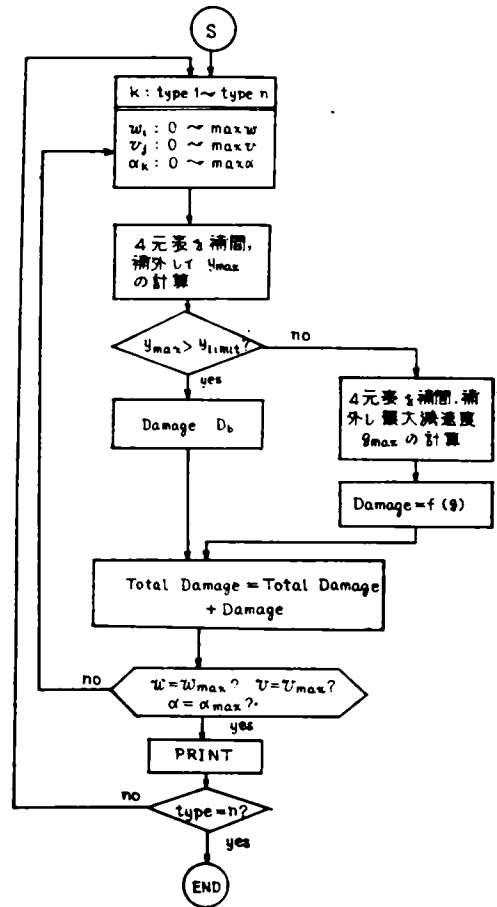 S
k : type 1 ~ type n
w_i : 0 ~ max w
v_j : 0 ~ max v
α_k : 0 ~ max α
4元表を補間,
補外して y_max
の計算
y_max > y_limit?
no
yes
Damage D_b
4元表を補間.補
外し最大減速度
g_max の計算
Damage = f (g)
Total Damage = Total Damage
+ Damage
no
w = w_max? v = v_max?
α = α_max?
yes
PRINT
no
type = n?
yes
END